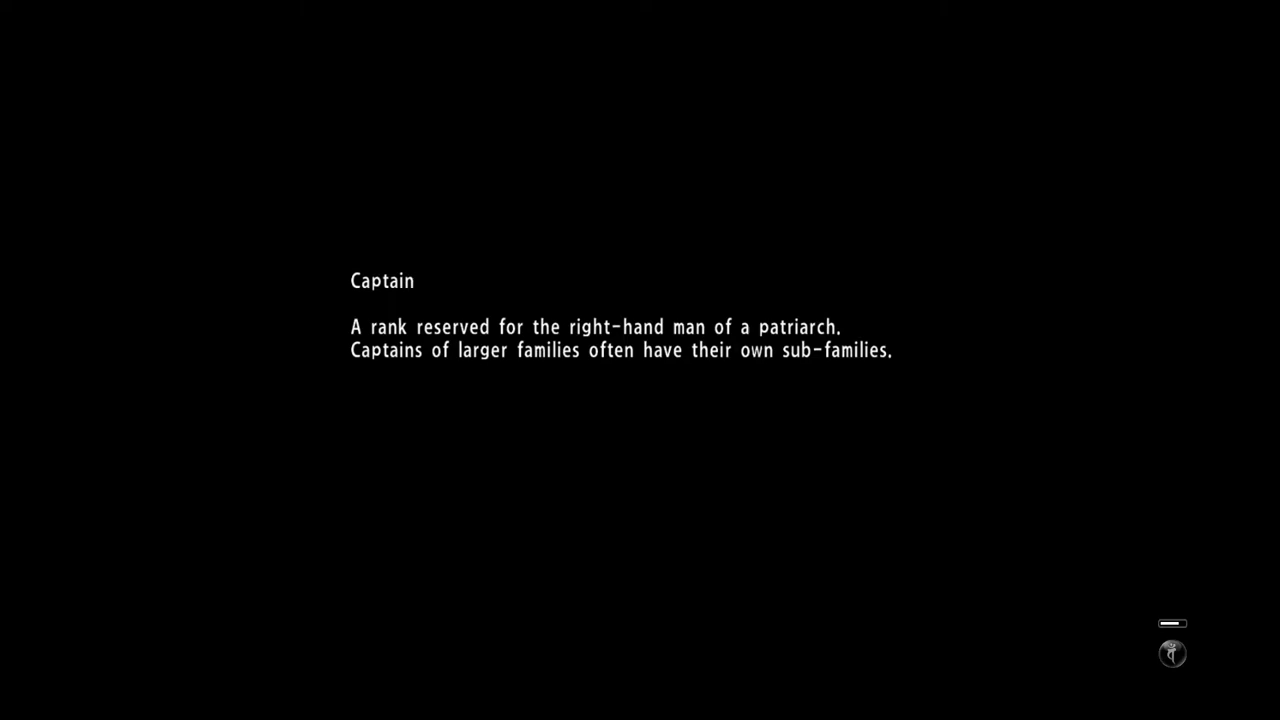 Captain
A rank reserved for the right-hand man of a patriarch.
Captains of larger families often have their own sub-families.